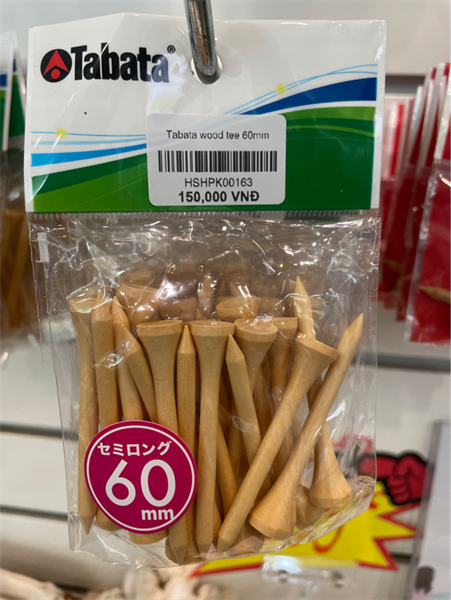 Tabata®
Tabata wood tee 60mm
HSHPK00163
150,000 VNĐ
セミロング
60
mm